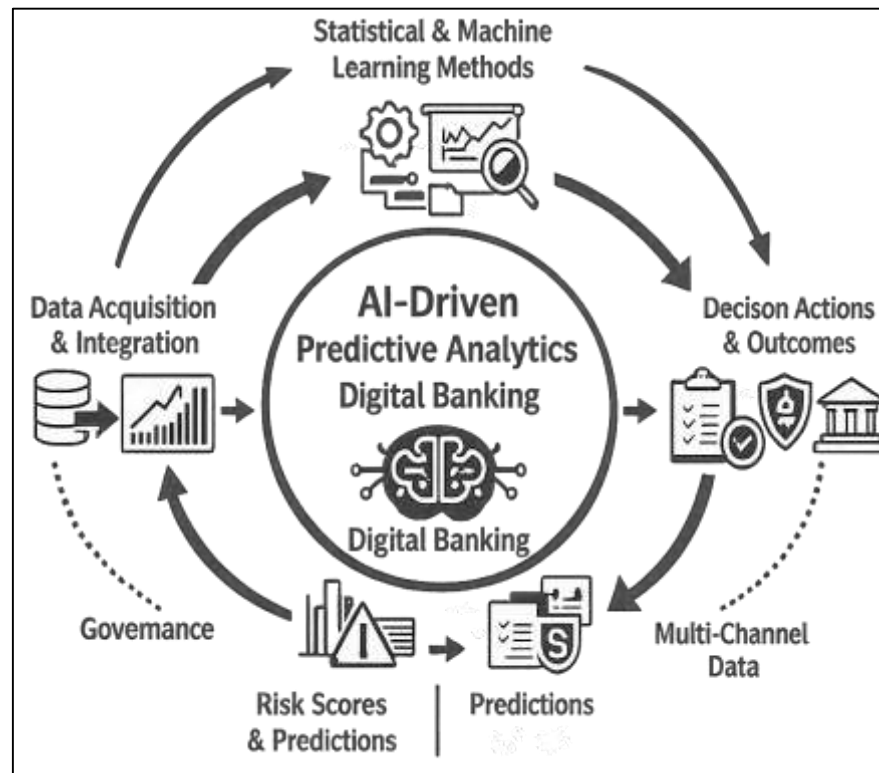 Statistical & Machine
Learning Methods
Data Acquisition
& Integration
AI-Driven
Predictive Analytics
Digital Banking
Digital Banking
Decison Actions
& Outcomes
Governance
Multi-Channel
Data
S
Risk Scores
& Predictions
Predictions